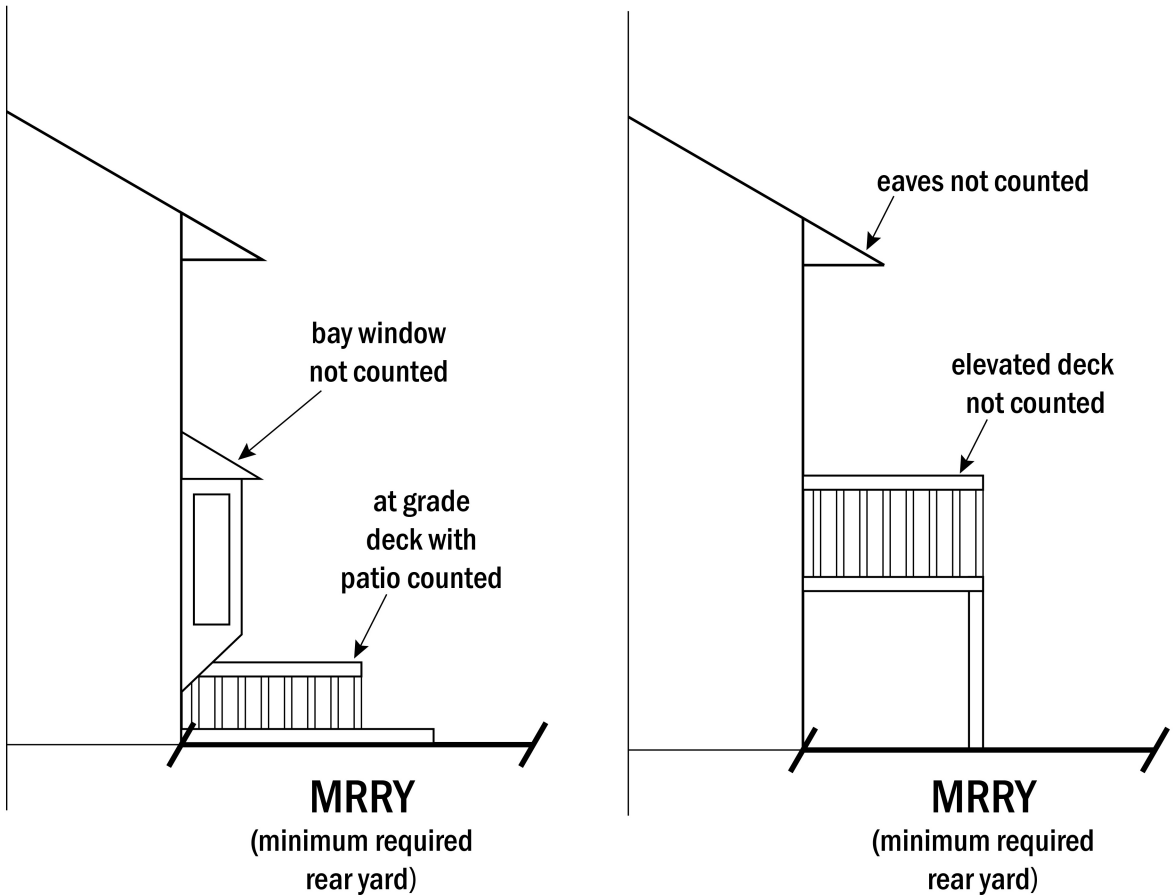 bay window
not counted
at grade
deck with
patio counted
MRRY
(minimum required
rear yard)
eaves not counted
elevated deck
not counted
MRRY
(minimum required
rear yard)